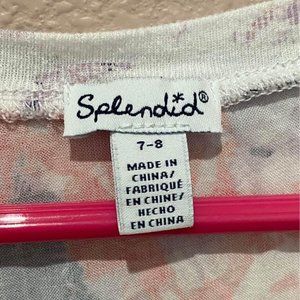 Splendid®
7-8
MADE IN
CHINA/
FABRIQUÉ
EN CHINE/
HECHO
EN CHINA